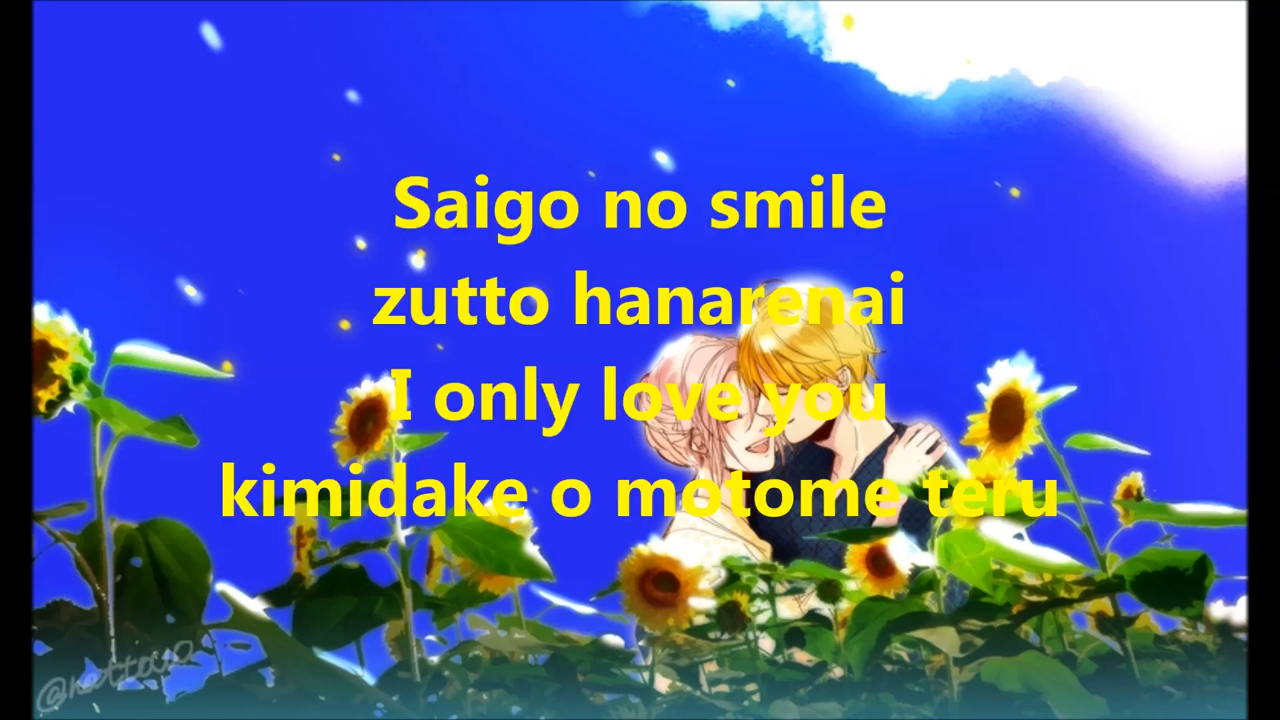 Saigo no smile
zutto hanarenai
I only love you
kimidake o motome teru